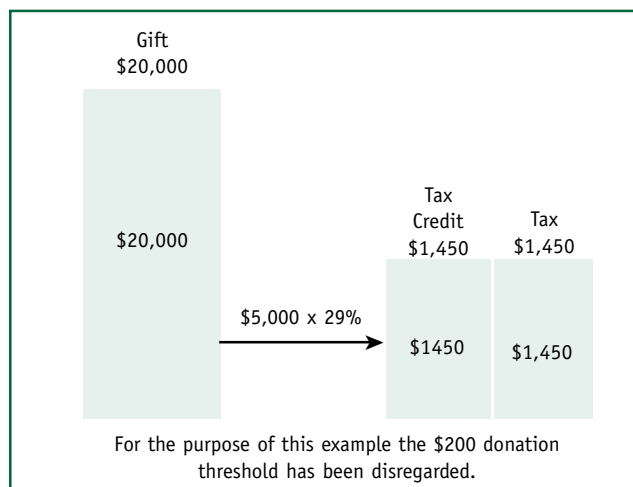 Gift
$20,000
$20,000
$5,000 x 29%
Tax
Credit
$1,450
Tax
$1,450
$1450
$1,450
For the purpose of this example the $200 donation
threshold has been disregarded.